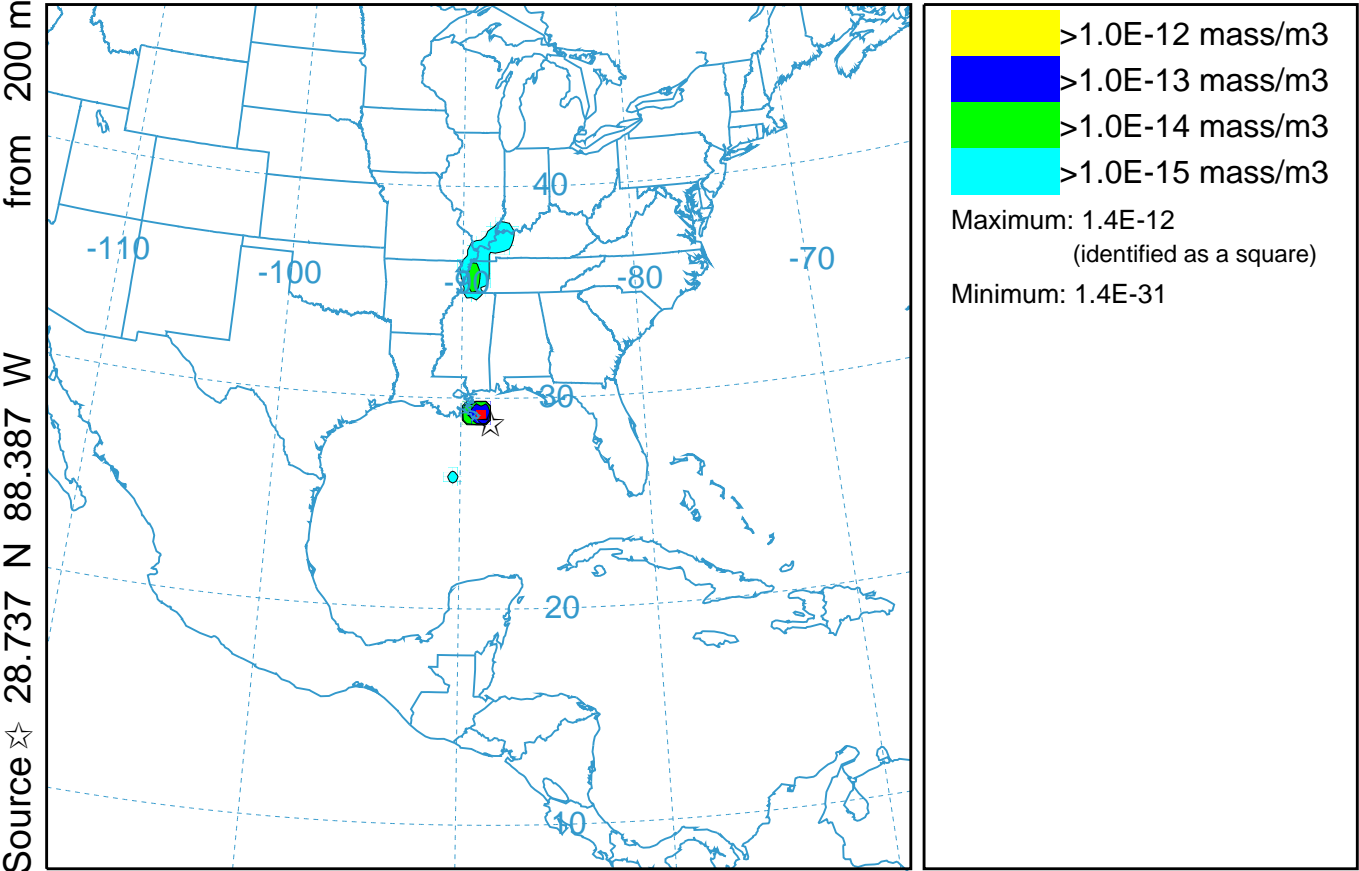 Source ☆ 28.737 N 88.387 W from 200 m
40
-110
-100
-90
-80
-70
30
20
10
>1.0E-12 mass/m3
>1.0E-13 mass/m3
>1.0E-14 mass/m3
>1.0E-15 mass/m3
Maximum: 1.4E-12
(identified as a square)
Minimum: 1.4E-31